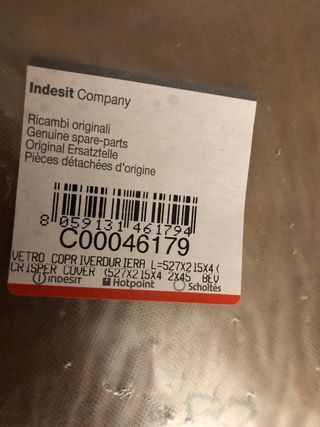 Indesit Company
Ricambi originali
Genuine spare-parts
Original Ersatzteile
Pièces détachées d'origine
8 059131 461794
C00046179
VETRO COPRIVERDURIERA L=527X215X4(
CRISPER COVER (527X215X4 2X45° BEV
INDESIT Hotpoint Scholtès